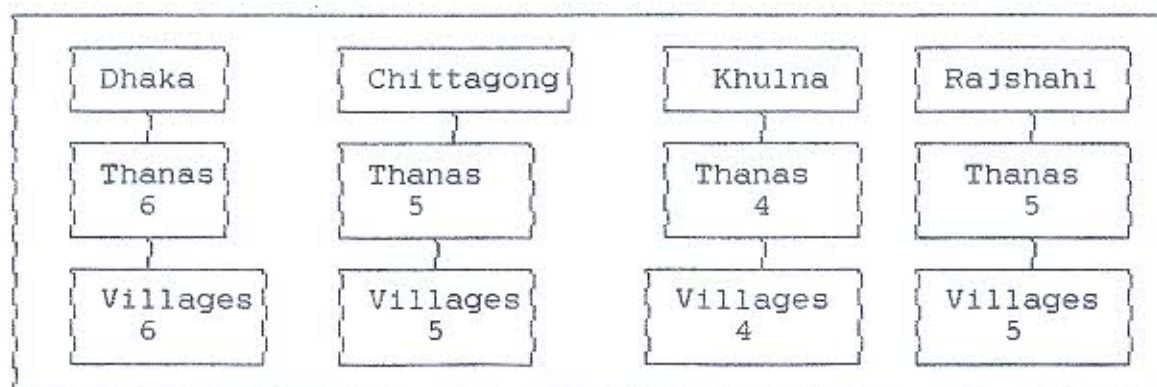 Dhaka
Chittagong
Khulna
Rajshahi
Thanas
6
Thanas
5
Thanas
4
Thanas
5
Villages
6
Villages
5
Villages
4
Villages
5